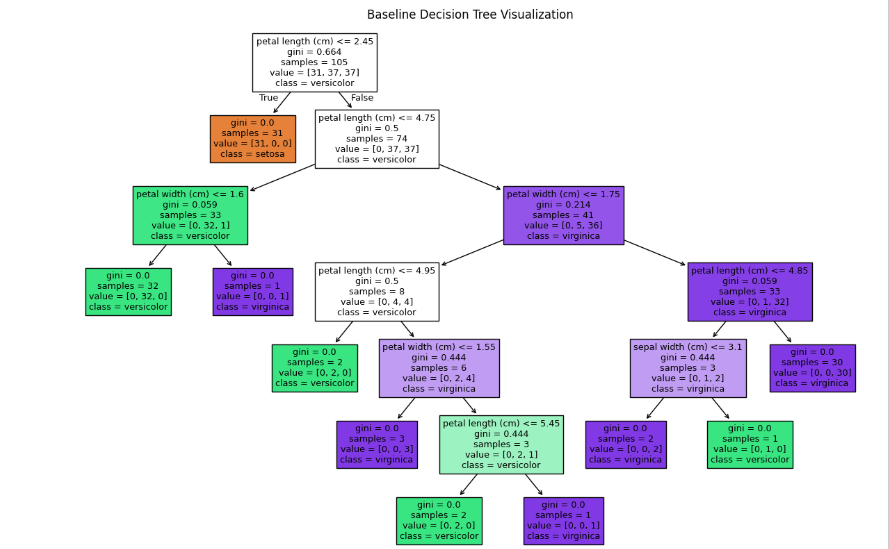 Baseline Decision Tree Visualization
petal length (cm) <= 2.45
gini = 0.664
samples = 105
value = [31, 37, 37]
class = versicolor
True
False
gini = 0.0
samples = 31
value = [31, 0, 0]
class = setosa
petal length (cm) <= 4.75
gini = 0.5
samples = 74
value = [0, 37, 37]
class = versicolor
petal width (cm) <= 1.6
gini = 0.059
samples = 33
value = [0, 32, 1]
class = versicolor
petal width (cm) <= 1.75
gini = 0.214
samples = 41
value = [0, 5, 36]
class = virginica
gini = 0.0
samples = 32
value = [0, 32, 0]
class = versicolor
gini = 0.0
samples = 1
value = [0, 0, 1]
class = virginica
petal length (cm) <= 4.95
gini = 0.5
samples = 8
value = [0, 4, 4]
class = versicolor
petal length (cm) <= 4.85
gini = 0.059
samples = 33
value = [0, 1, 32]
class = virginica
gini = 0.0
samples = 2
value = [0, 2, 0]
class = versicolor
petal width (cm) <= 1.55
gini = 0.444
samples = 6
value = [0, 2, 4]
class = virginica
sepal width (cm) <= 3.1
gini = 0.444
samples = 3
value = [0, 1, 2]
class = virginica
gini = 0.0
samples = 30
value = [0, 0, 30]
class = virginica
gini = 0.0
samples = 3
value = [0, 0, 3]
class = virginica
petal length (cm) <= 5.45
gini = 0.444
samples = 3
value = [0, 2, 1]
class = versicolor
gini = 0.0
samples = 2
value = [0, 0, 2]
class = virginica
gini = 0.0
samples = 1
value = [0, 1, 0]
class = versicolor
gini = 0.0
samples = 2
value = [0, 2, 0]
class = versicolor
gini = 0.0
samples = 1
value = [0, 0, 1]
class = virginica